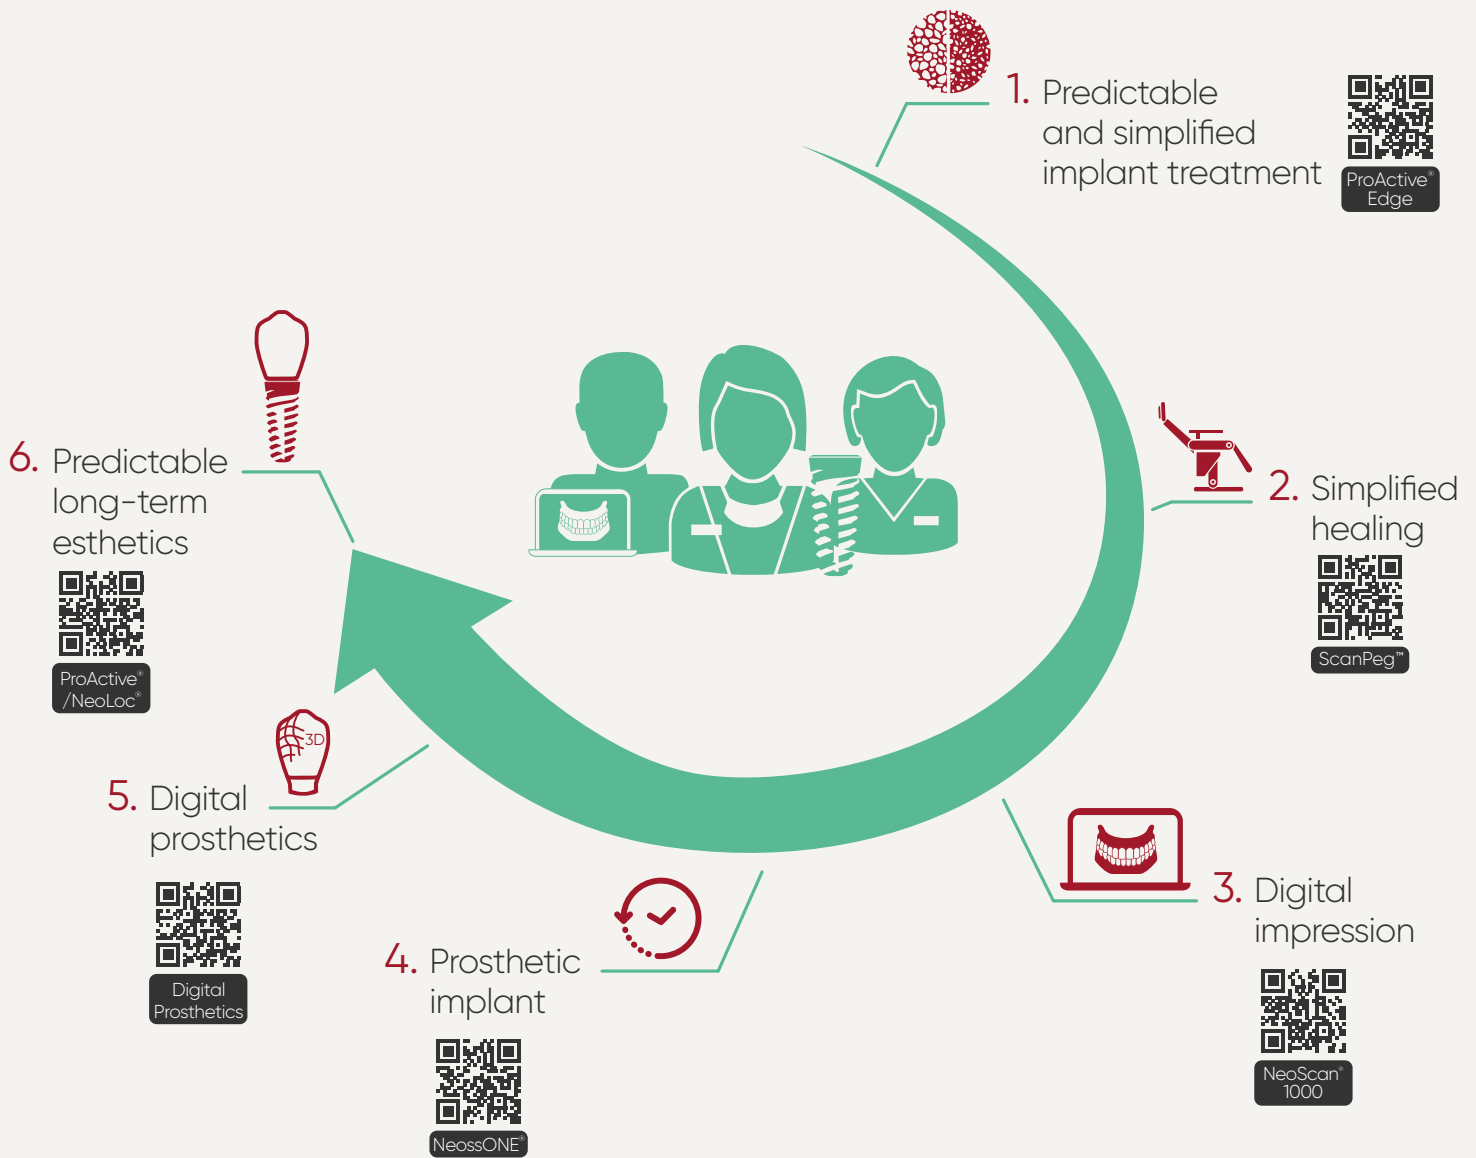 1. Predictable
and simplified
implant treatment
ProActive®
Edge
2. Simplified
healing
ScanPeg™
3. Digital
impression
NeoScan®
1000
4. Prosthetic
implant
NeossONE®
5. Digital
prosthetics
3D
Digital
Prosthetics
6. Predictable
long-term
esthetics
ProActive®
/NeoLoc®